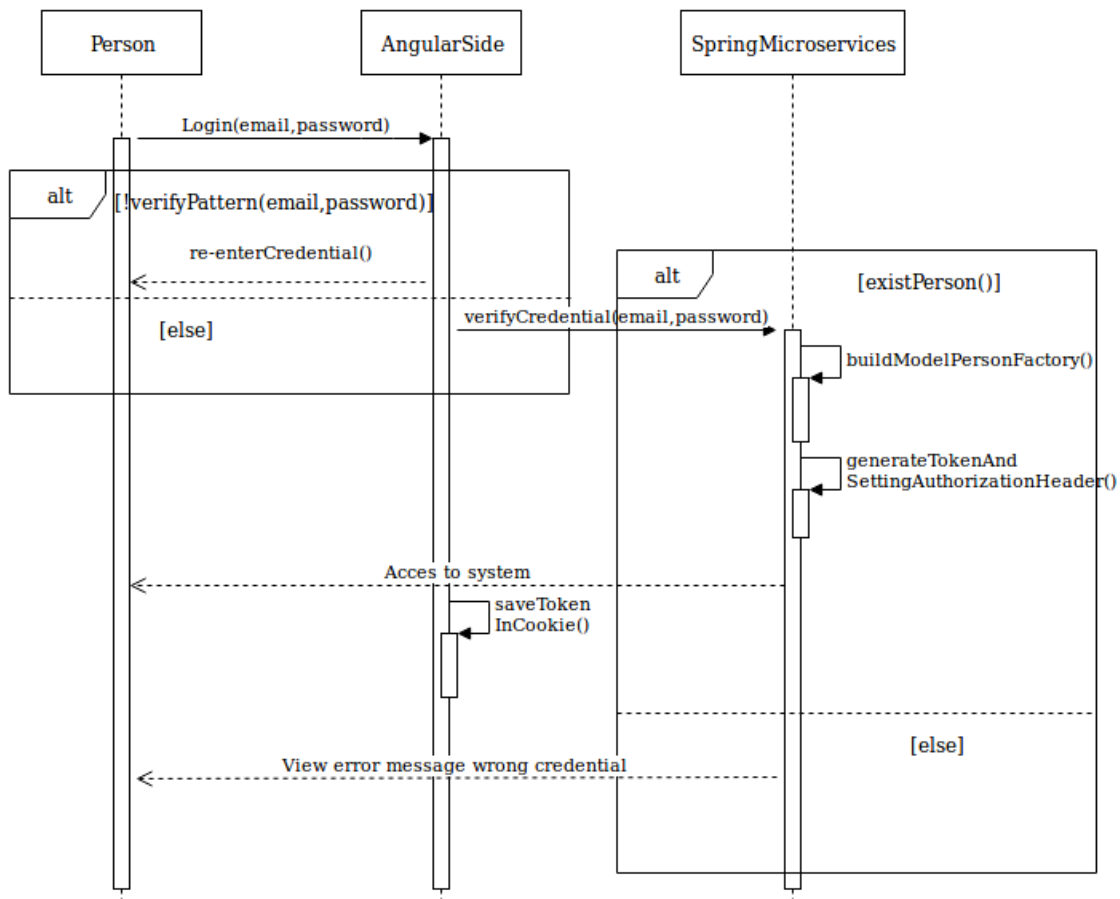 Person
AngularSide
SpringMicroservices
Login(email,password)
alt
[!verifyPattern(email,password)]
re-enterCredential()
alt
[existPerson()]
[else]
verifyCredential(email,password)
buildModelPersonFactory()
generateTokenAnd
SettingAuthorizationHeader()
Acces to system
saveToken
InCookie()
[else]
View error message wrong credential